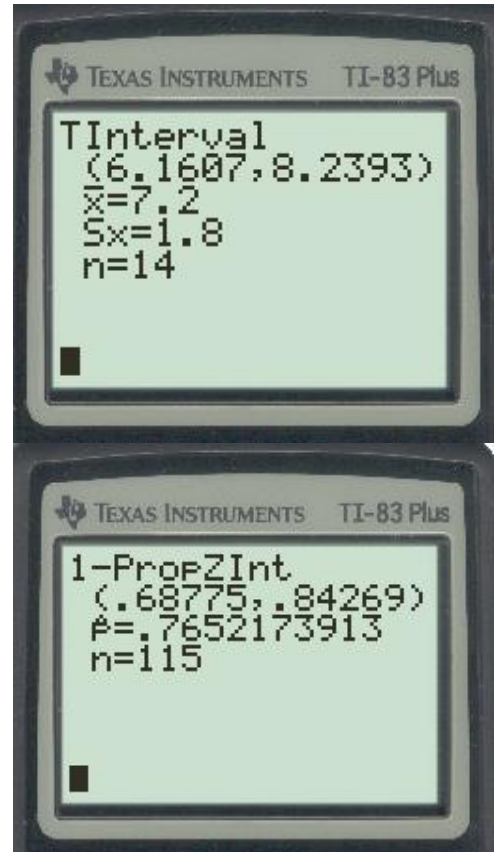 TEXAS INSTRUMENTS TI-83 Plus
TInterval
(6.1607,8.2393)
x̄=7.2
Sx=1.8
n=14
TEXAS INSTRUMENTS TI-83 Plus
1-PropZInt
(.68775,.84269)
p̂=.7652173913
n=115